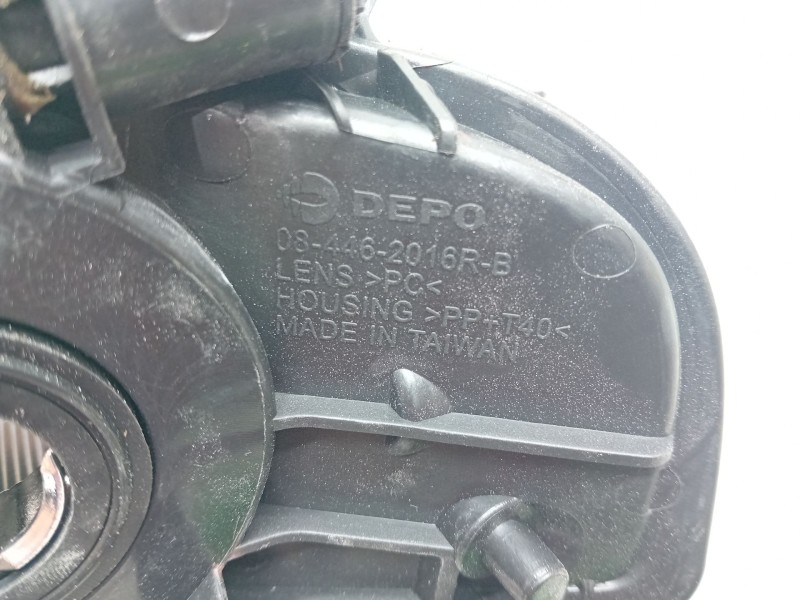 DEPO
08-446-2016R-B
LENS >PC<
HOUSING >PP+T40<
MADE IN TAIWAN